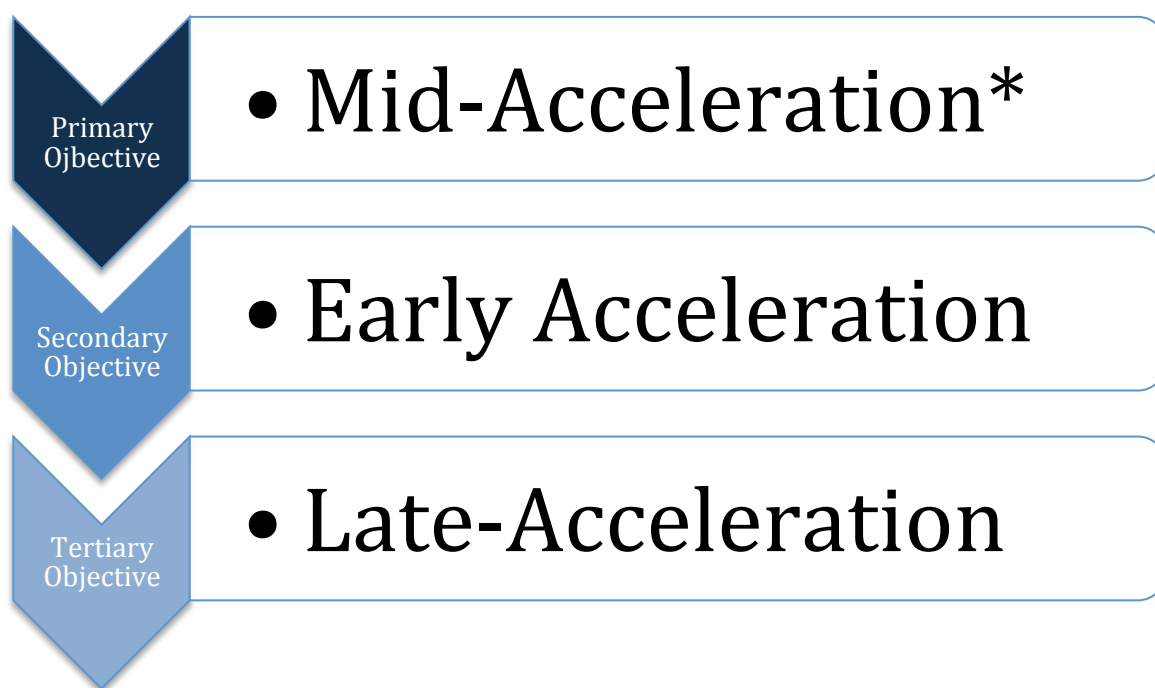 Primary
Ojbective
• Mid-Acceleration*
Secondary
Objective
• Early Acceleration
Tertiary
Objective
• Late-Acceleration